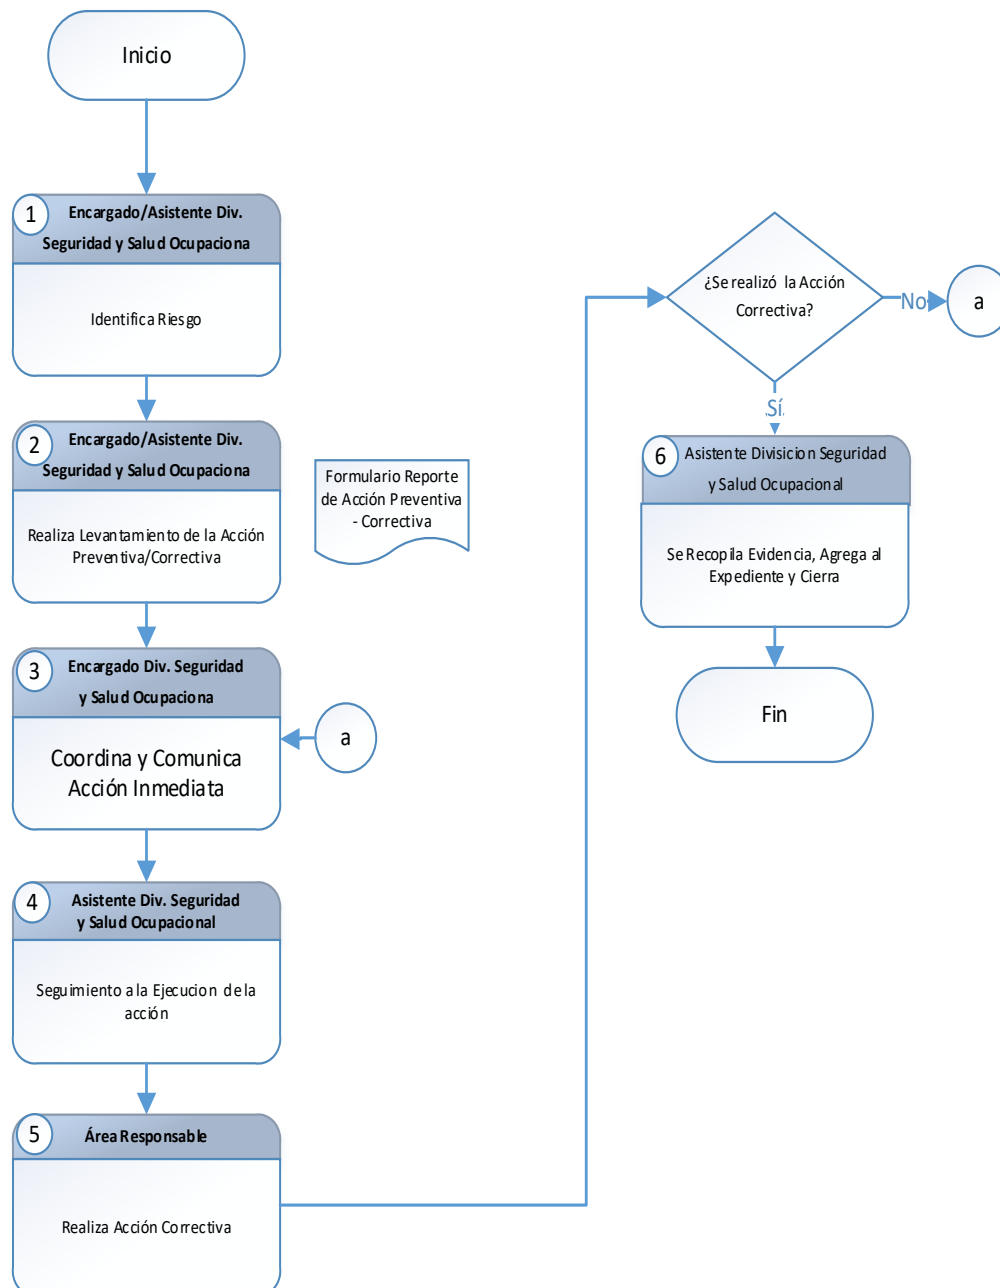 Inicio
1
Encargado/Asistente Div.
Seguridad y Salud Ocupaciona
Identifica Riesgo
2
Encargado/Asistente Div.
Seguridad y Salud Ocupaciona
Realiza Levantamiento de la Acción
Preventiva/Correctiva
Formulario Reporte
de Acción Preventiva
- Correctiva
3
Encargado Div. Seguridad
y Salud Ocupaciona
Coordina y Comunica
Acción Inmediata
a
4
Asistente Div. Seguridad
y Salud Ocupacional
Seguimiento a la Ejecucion de la
acción
5
Área Responsable
Realiza Acción Correctiva
¿Se realizó la Acción
Correctiva?
No
a
Sí
6
Asistente Divisicion Seguridad
y Salud Ocupacional
Se Recopila Evidencia, Agrega al
Expediente y Cierra
Fin